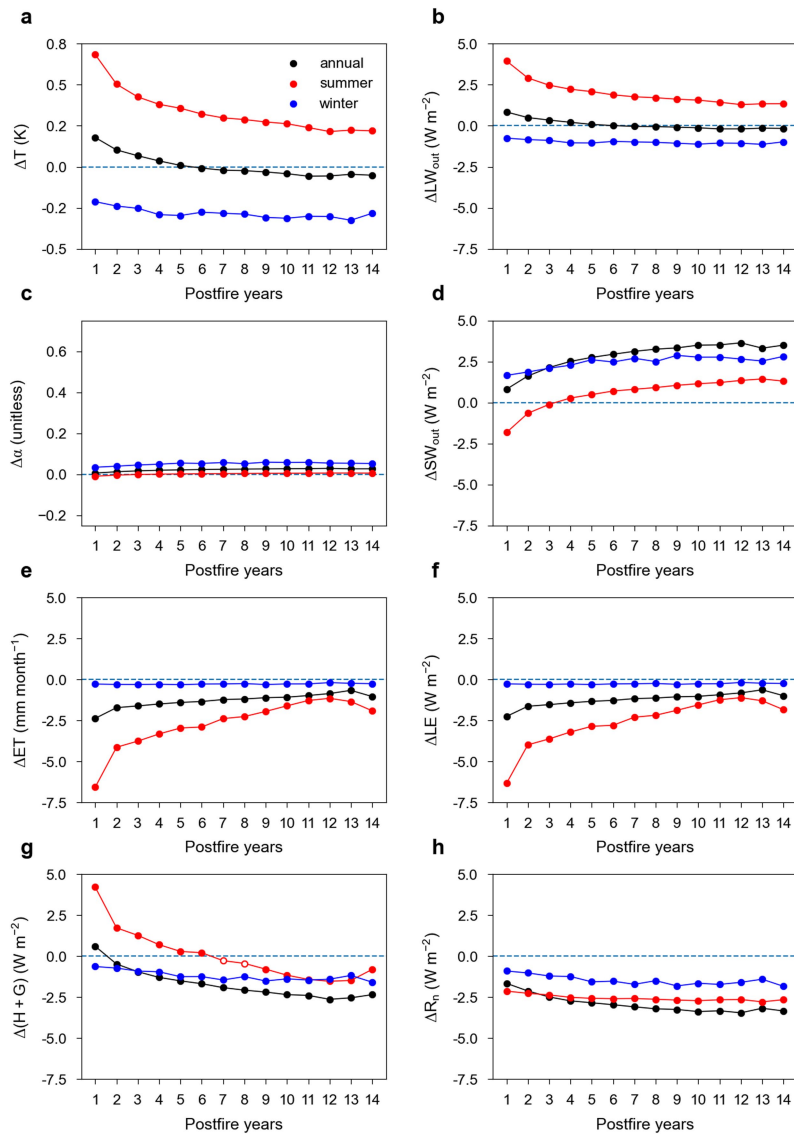 a
ΔT (K)
0.8
0.5
0.2
0.0
-0.2
-0.5
annual
summer
winter
1 2 3 4 5 6 7 8 9 10 11 12 13 14
Postfire years
b
ΔLWout (W m−2)
5.0
2.5
0.0
-2.5
-5.0
-7.5
1 2 3 4 5 6 7 8 9 10 11 12 13 14
Postfire years
c
Δα (unitless)
0.6
0.4
0.2
0.0
−0.2
1 2 3 4 5 6 7 8 9 10 11 12 13 14
Postfire years
d
ΔSWout (W m−2)
5.0
2.5
0.0
-2.5
-5.0
-7.5
1 2 3 4 5 6 7 8 9 10 11 12 13 14
Postfire years
e
ΔET (mm month−1)
5.0
2.5
0.0
-2.5
-5.0
-7.5
1 2 3 4 5 6 7 8 9 10 11 12 13 14
Postfire years
f
ΔLE (W m−2)
5.0
2.5
0.0
-2.5
-5.0
-7.5
1 2 3 4 5 6 7 8 9 10 11 12 13 14
Postfire years
g
Δ(H + G) (W m−2)
5.0
2.5
0.0
-2.5
-5.0
-7.5
1 2 3 4 5 6 7 8 9 10 11 12 13 14
Postfire years
h
ΔRn (W m−2)
5.0
2.5
0.0
-2.5
-5.0
-7.5
1 2 3 4 5 6 7 8 9 10 11 12 13 14
Postfire years